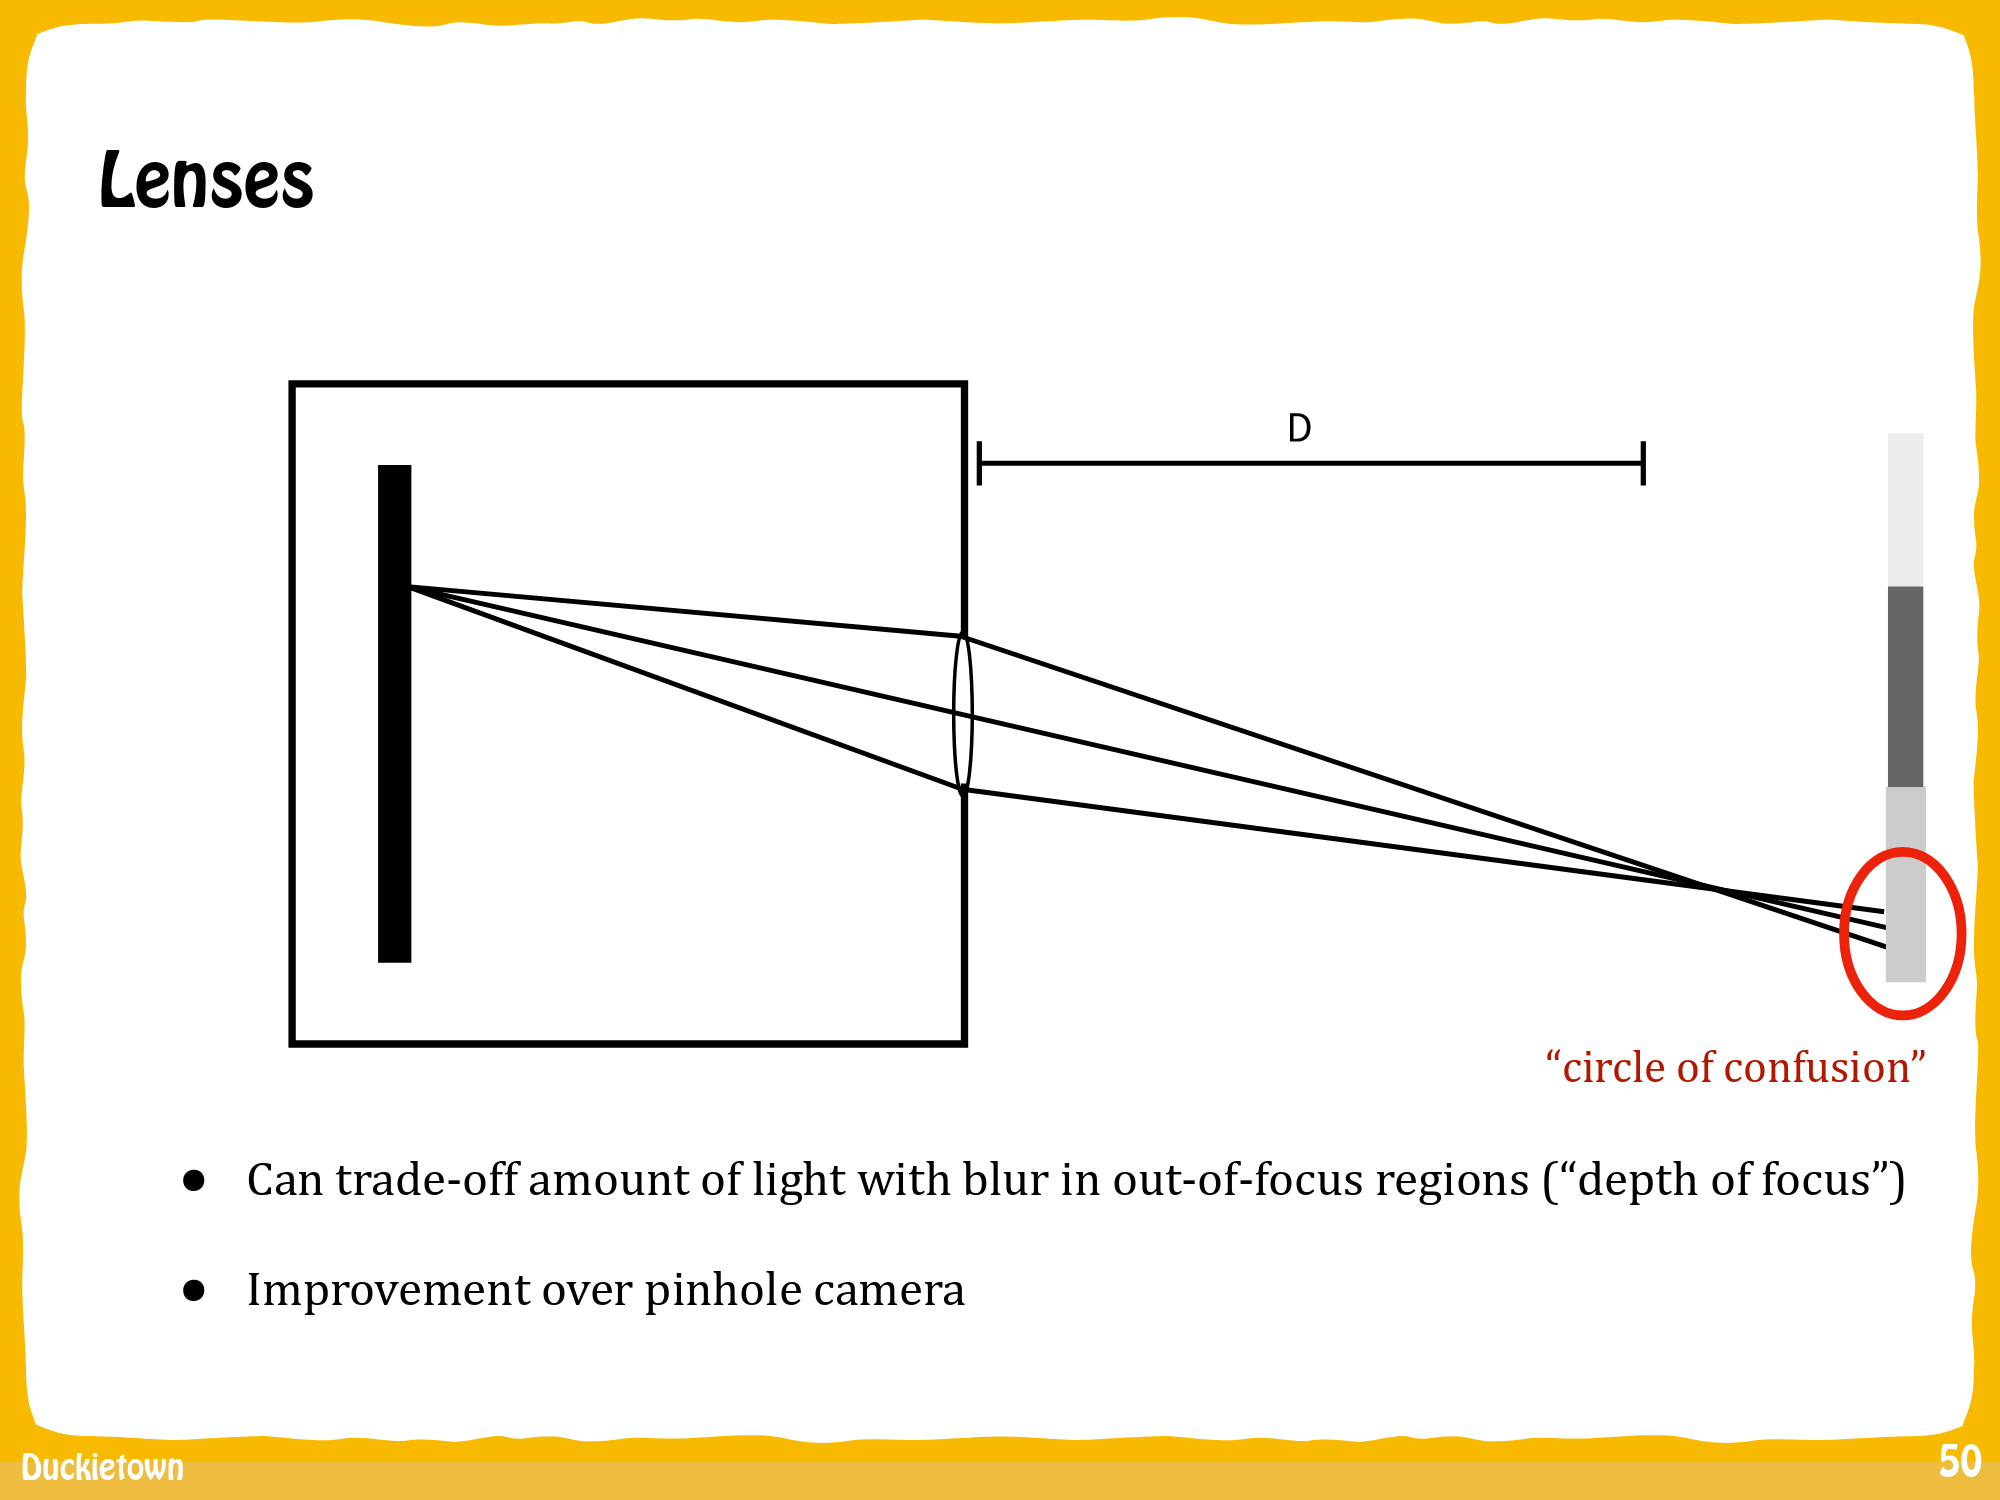 Lenses
D
“circle of confusion”
● Can trade-off amount of light with blur in out-of-focus regions (“depth of focus”)
● Improvement over pinhole camera
Duckietown
50